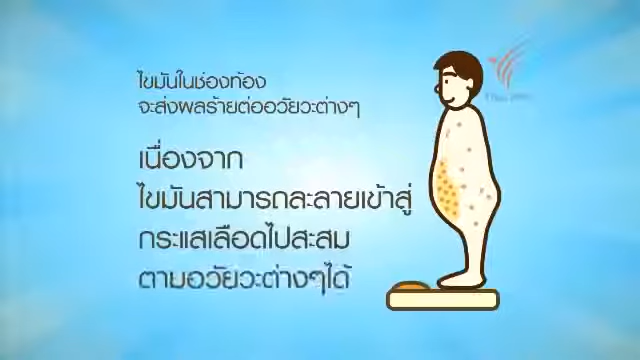 ไขมันในช่องท้อง
จะส่งผลร้ายต่ออวัยวะต่างๆ
เนื่องจาก
ไขมันสามารถละลายเข้าสู่
กระแสเลือดไปสะสม
ตามอวัยวะต่างๆได้